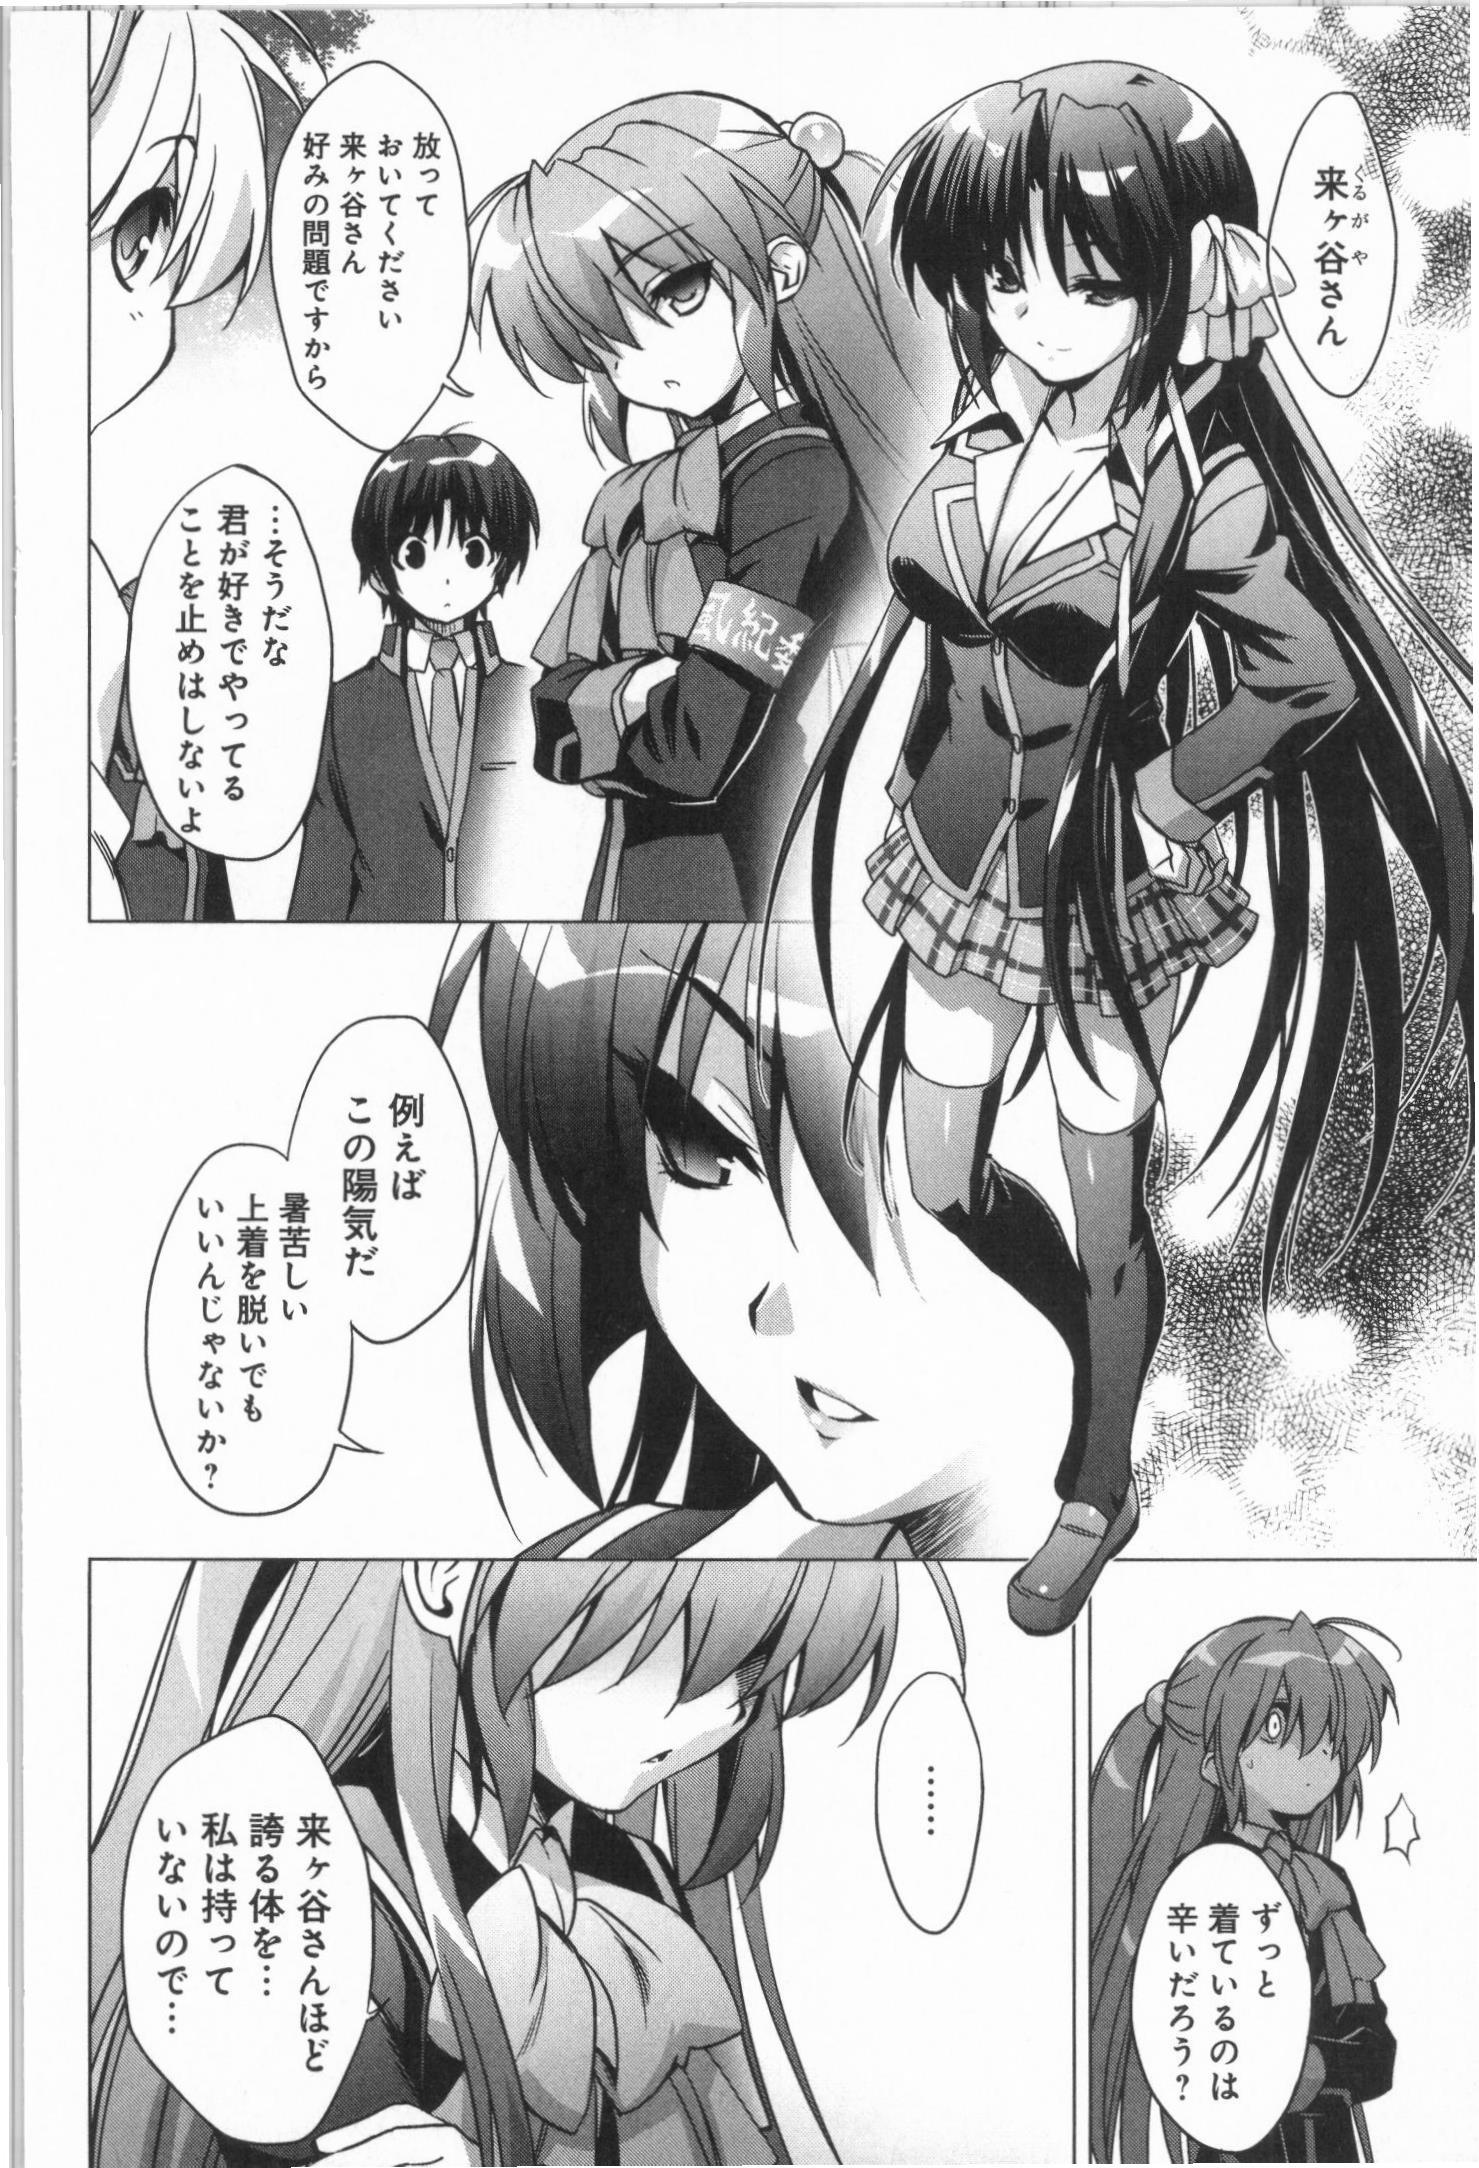 来ヶ谷さん
くるがや
放って
おいてください
来ヶ谷さん
好みの問題ですから
風紀委
…そうだな
君が好きでやってる
ことを止めはしないよ
例えば
この陽気だ
暑苦しい
上着を脱いでも
いいんじゃないか？
ずっと
着ているのは
辛いだろう？
……
来ヶ谷さんほど
誇る体を…
私は持って
いないので…